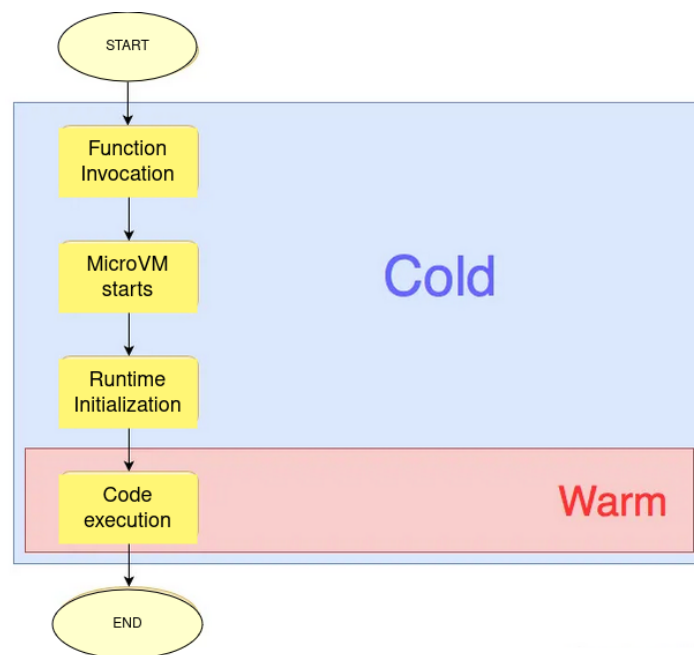 START
Function
Invocation
MicroVM
starts
Cold
Runtime
Initialization
Code
execution
Warm
END